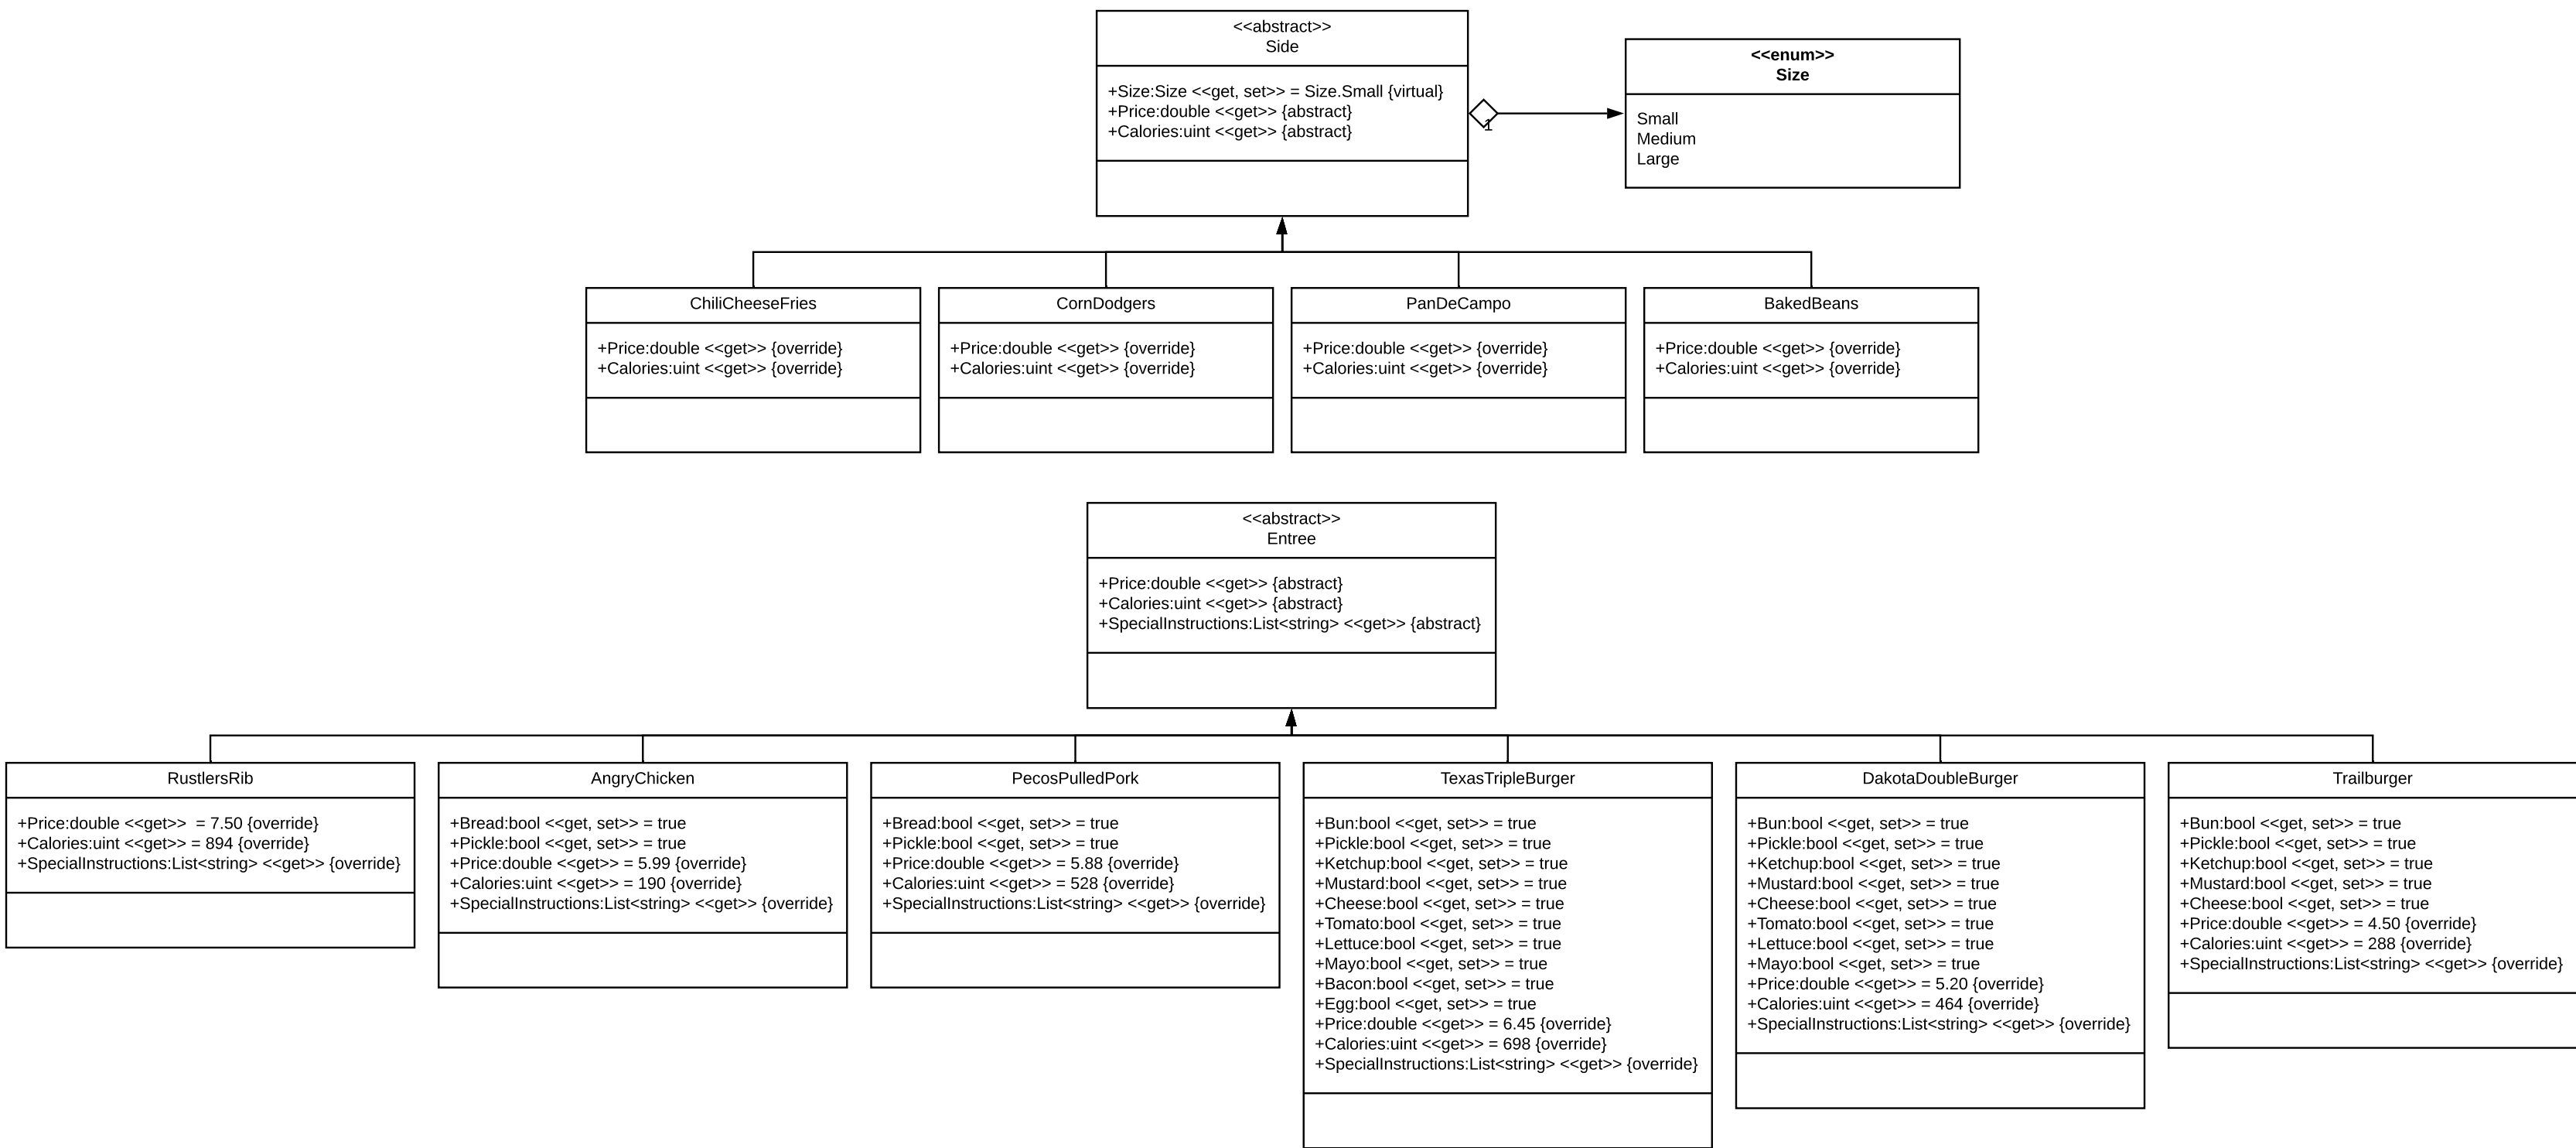 <<abstract>>
Side
+Size:Size <<get, set>> = Size.Small {virtual}
+Price:double <<get>> {abstract}
+Calories:uint <<get>> {abstract}
1
<<enum>>
Size
Small
Medium
Large
ChiliCheeseFries
+Price:double <<get>> {override}
+Calories:uint <<get>> {override}
CornDodgers
+Price:double <<get>> {override}
+Calories:uint <<get>> {override}
PanDeCampo
+Price:double <<get>> {override}
+Calories:uint <<get>> {override}
BakedBeans
+Price:double <<get>> {override}
+Calories:uint <<get>> {override}
<<abstract>>
Entree
+Price:double <<get>> {abstract}
+Calories:uint <<get>> {abstract}
+SpecialInstructions:List<string> <<get>> {abstract}
RustlersRib
+Price:double <<get>>  = 7.50 {override}
+Calories:uint <<get>> = 894 {override}
+SpecialInstructions:List<string> <<get>> {override}
AngryChicken
+Bread:bool <<get, set>> = true
+Pickle:bool <<get, set>> = true
+Price:double <<get>> = 5.99 {override}
+Calories:uint <<get>> = 190 {override}
+SpecialInstructions:List<string> <<get>> {override}
PecosPulledPork
+Bread:bool <<get, set>> = true
+Pickle:bool <<get, set>> = true
+Price:double <<get>> = 5.88 {override}
+Calories:uint <<get>> = 528 {override}
+SpecialInstructions:List<string> <<get>> {override}
TexasTripleBurger
+Bun:bool <<get, set>> = true
+Pickle:bool <<get, set>> = true
+Ketchup:bool <<get, set>> = true
+Mustard:bool <<get, set>> = true
+Cheese:bool <<get, set>> = true
+Tomato:bool <<get, set>> = true
+Lettuce:bool <<get, set>> = true
+Mayo:bool <<get, set>> = true
+Bacon:bool <<get, set>> = true
+Egg:bool <<get, set>> = true
+Price:double <<get>> = 6.45 {override}
+Calories:uint <<get>> = 698 {override}
+SpecialInstructions:List<string> <<get>> {override}
DakotaDoubleBurger
+Bun:bool <<get, set>> = true
+Pickle:bool <<get, set>> = true
+Ketchup:bool <<get, set>> = true
+Mustard:bool <<get, set>> = true
+Cheese:bool <<get, set>> = true
+Tomato:bool <<get, set>> = true
+Lettuce:bool <<get, set>> = true
+Mayo:bool <<get, set>> = true
+Price:double <<get>> = 5.20 {override}
+Calories:uint <<get>> = 464 {override}
+SpecialInstructions:List<string> <<get>> {override}
Trailburger
+Bun:bool <<get, set>> = true
+Pickle:bool <<get, set>> = true
+Ketchup:bool <<get, set>> = true
+Mustard:bool <<get, set>> = true
+Cheese:bool <<get, set>> = true
+Price:double <<get>> = 4.50 {override}
+Calories:uint <<get>> = 288 {override}
+SpecialInstructions:List<string> <<get>> {override}